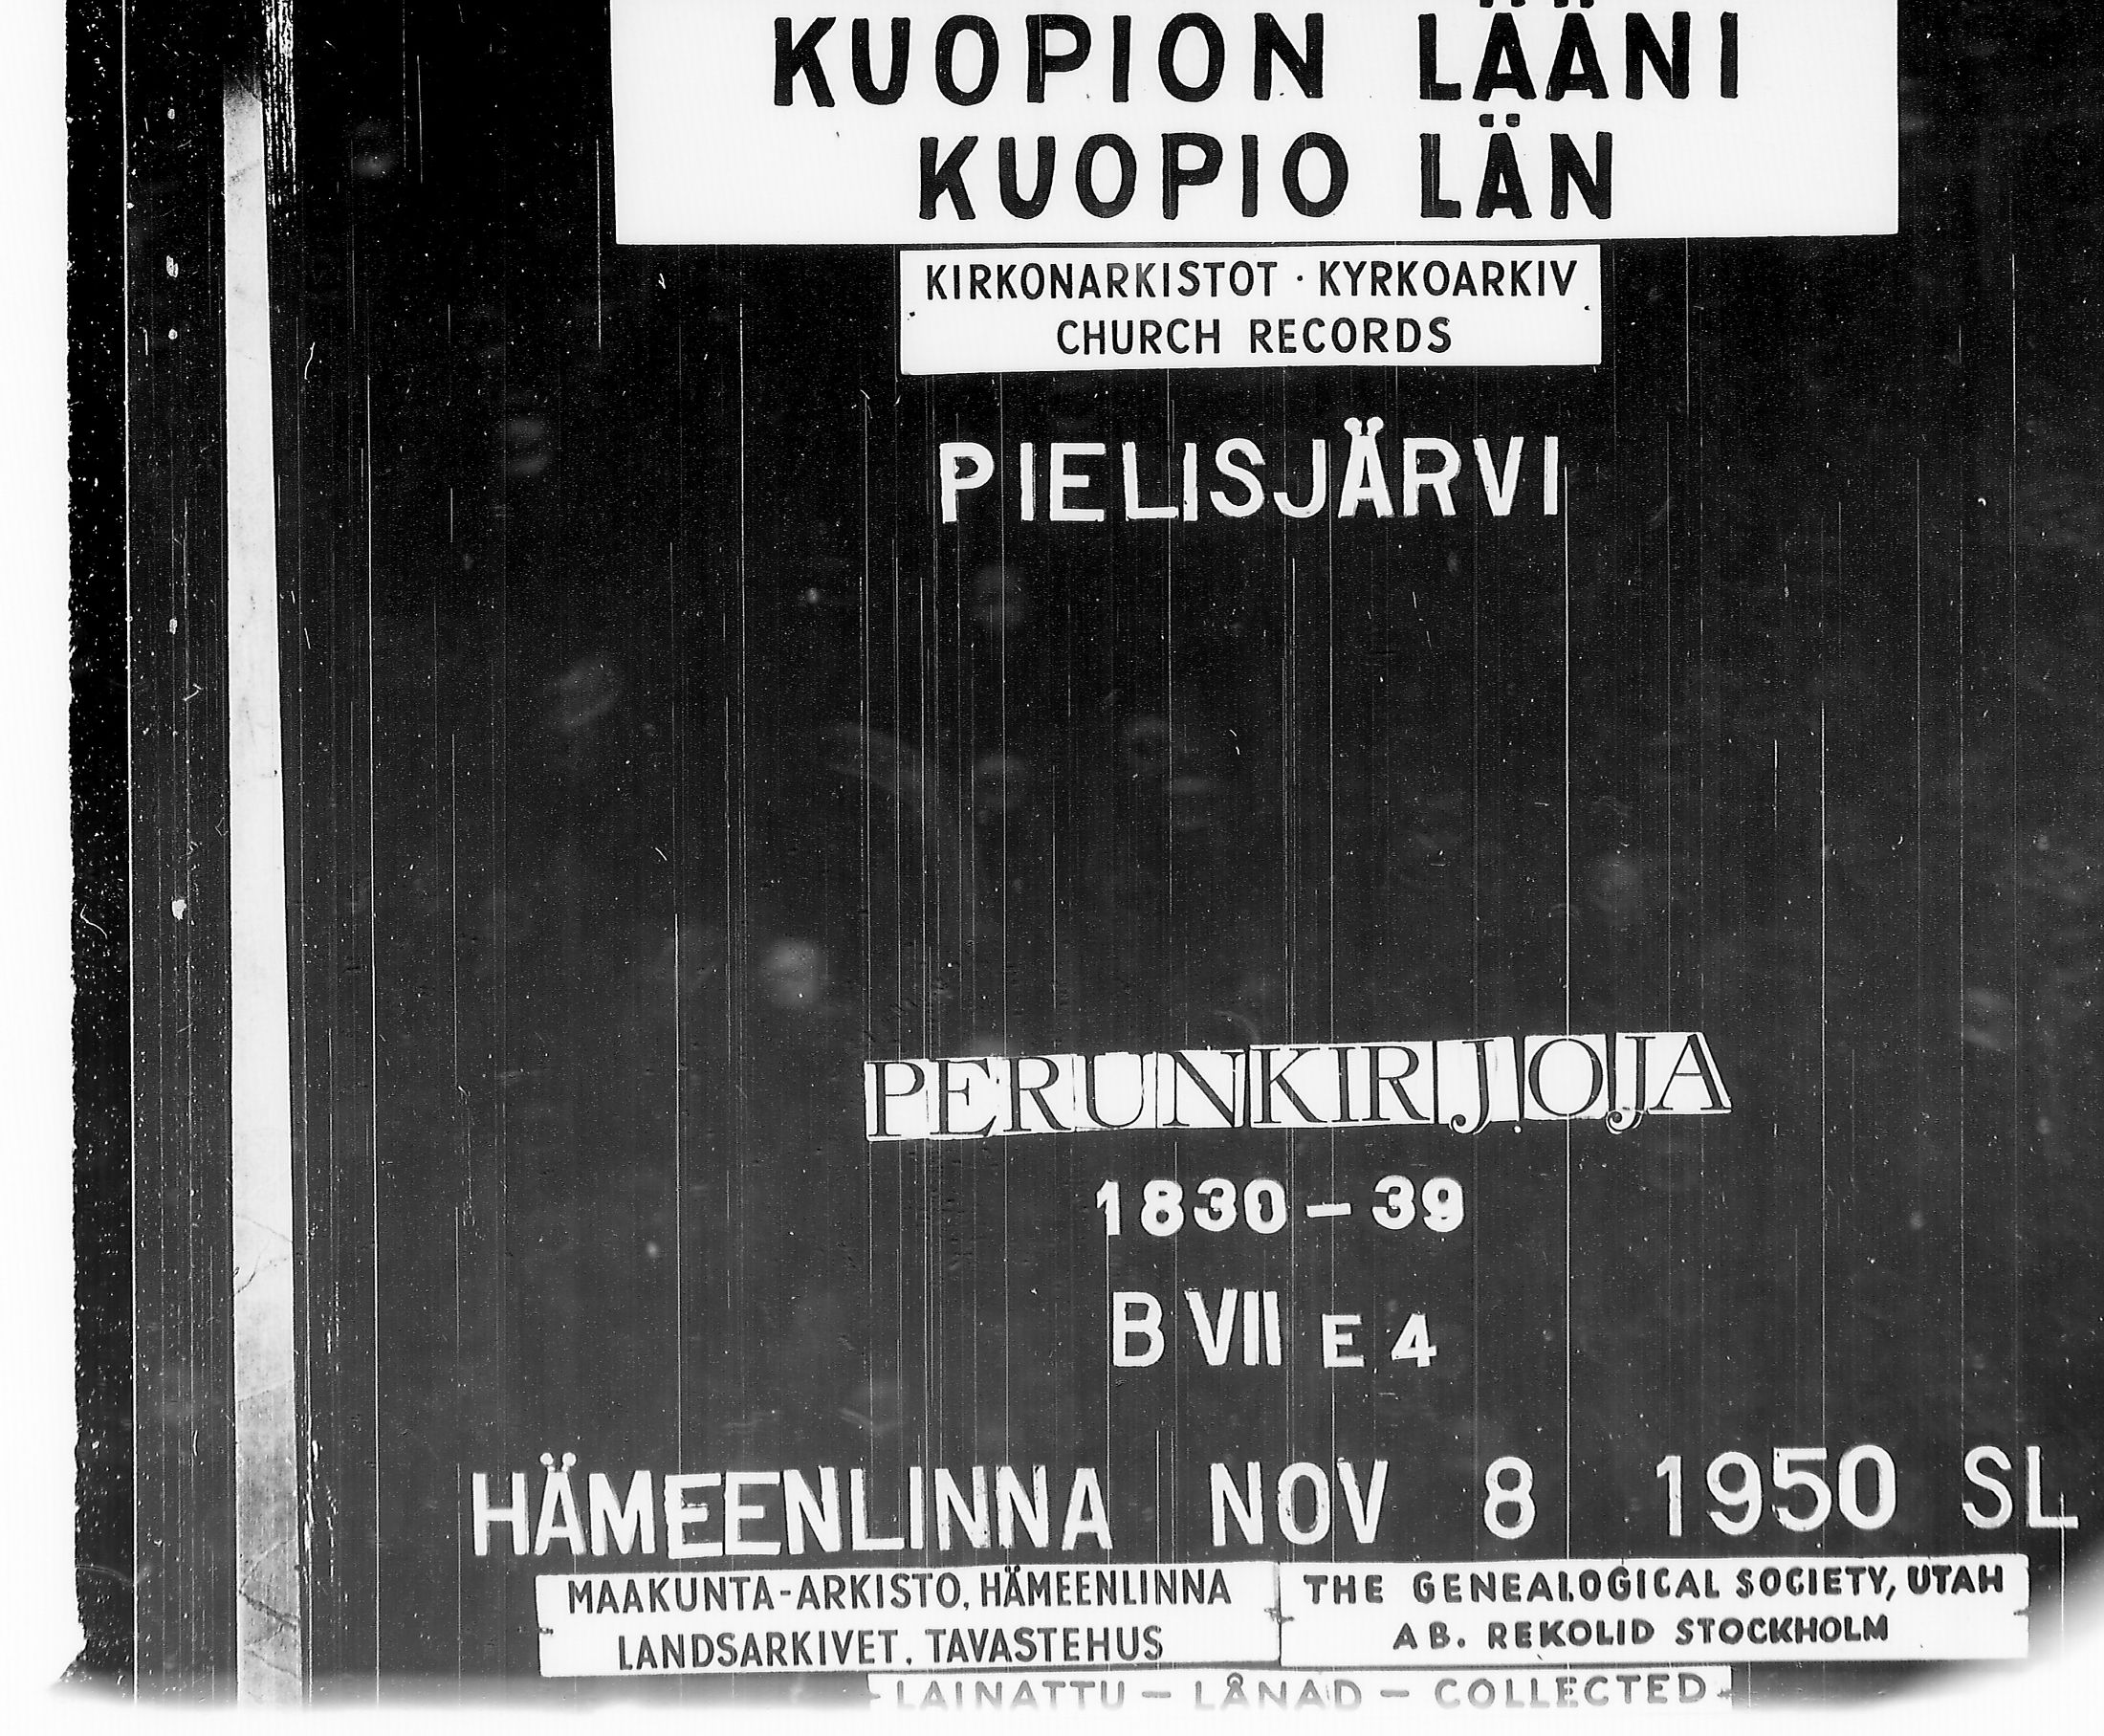 KUOPION LÄÄNI
KUOPIO LÄN
KIRKONARKISTOT · KYRKOARKIV
CHURCH RECORDS
PIELISJÄRVI
PERUNKIRJOJA
1830 – 39
B VII E 4
HÄMEENLINNA NOV 8 1950 SL
MAAKUNTA-ARKISTO, HÄMEENLINNA
LANDSARKIVET, TAVASTEHUS
THE GENEALOGICAL SOCIETY, UTAH
AB. REKOLID STOCKHOLM
LAINATTU – LÅNAD – COLLECTED